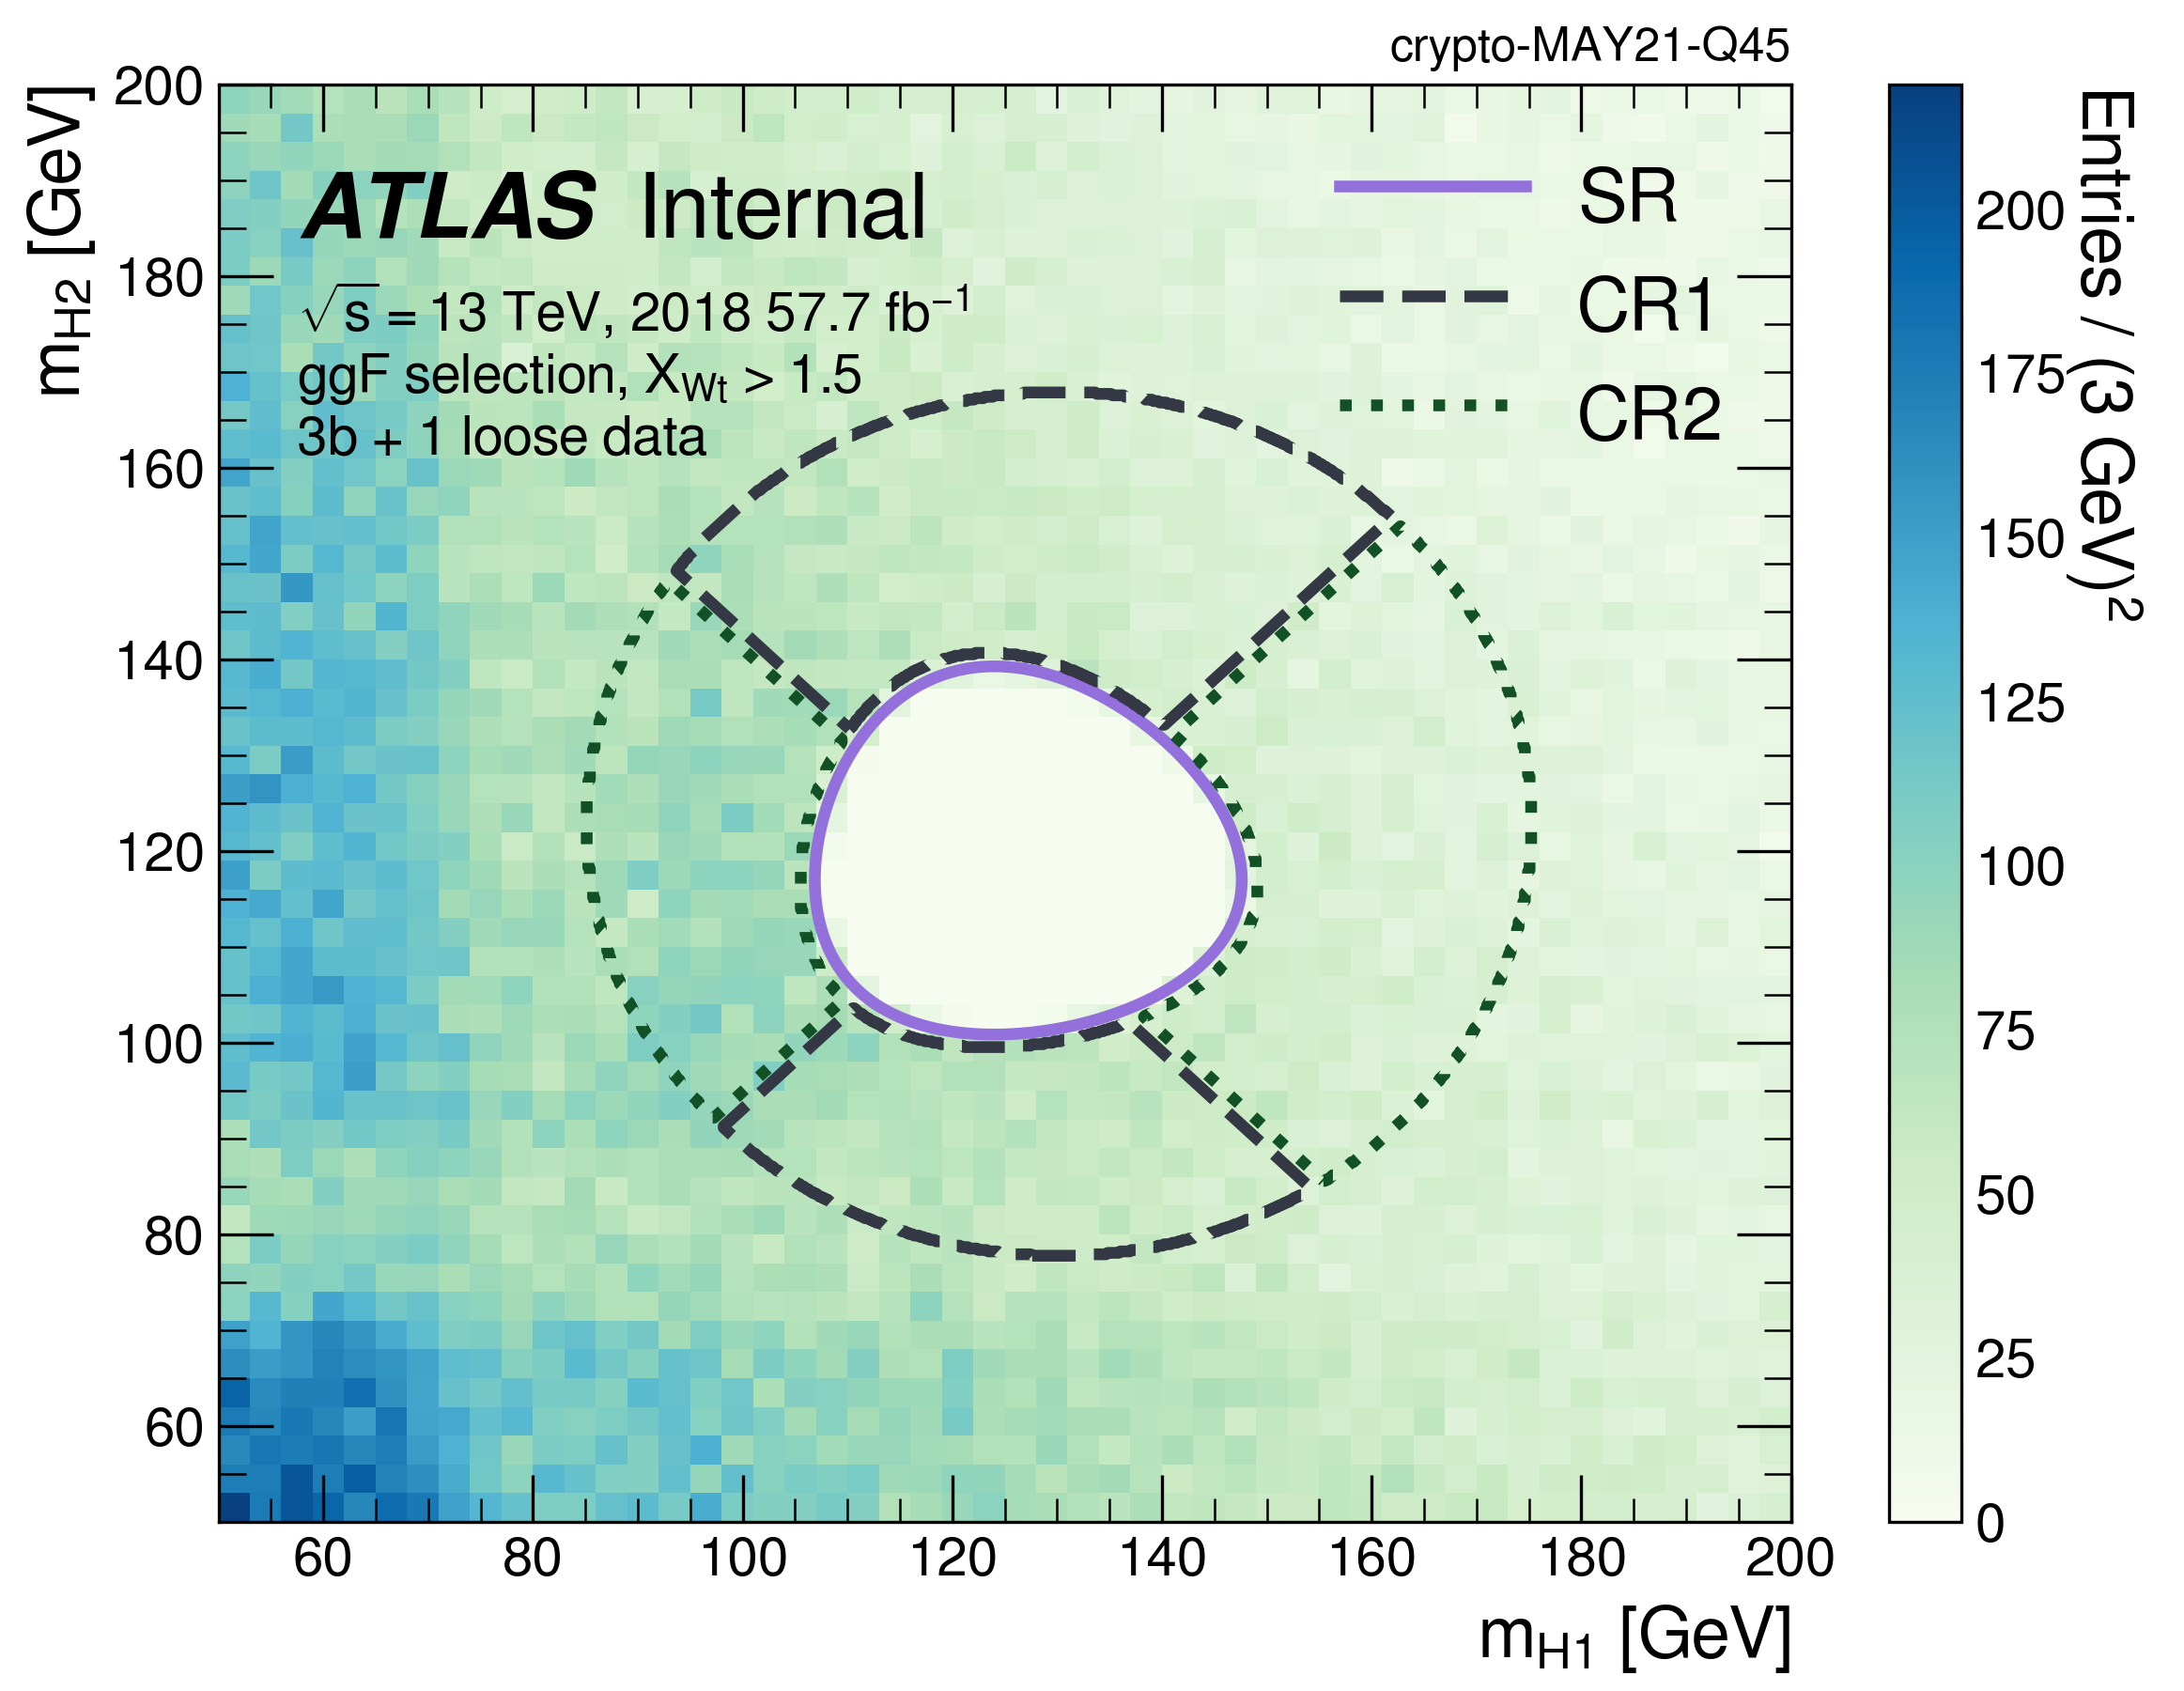 crypto-MAY21-Q45
ATLAS Internal
√s = 13 TeV, 2018 57.7 fb⁻¹
ggF selection, X_Wt > 1.5
3b + 1 loose data
SR
CR1
CR2
m_H2 [GeV]
200
180
160
140
120
100
80
60
60 80 100 120 140 160 180 200
m_H1 [GeV]
Entries / (3 GeV)²
200
175
150
125
100
75
50
25
0